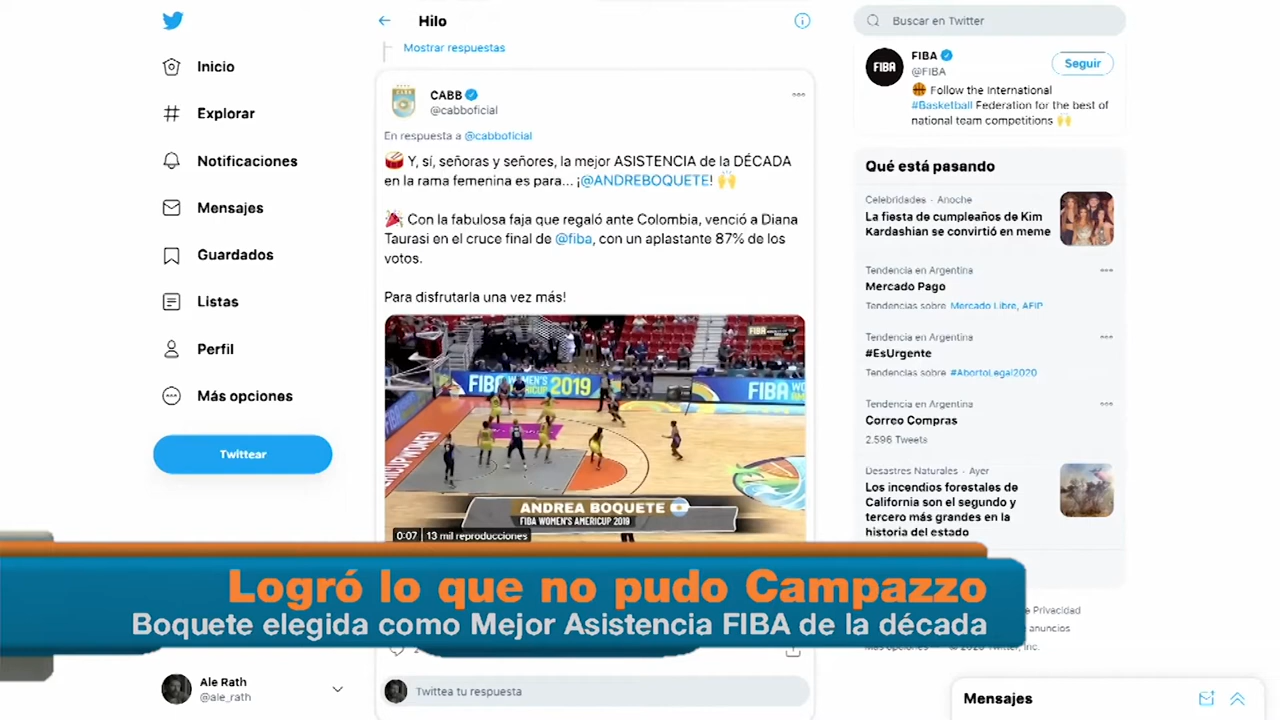 Hilo
Mostrar respuestas
Buscar en Twitter
Inicio
Explorar
Notificaciones
Mensajes
Guardados
Listas
Perfil
Más opciones
Twittear
CABB
CABB
@cabboficial
En respuesta a @cabboficial
Y, sí, señoras y señores, la mejor ASISTENCIA de la DÉCADA
en la rama femenina es para... ¡@ANDREBOQUETE!
Con la fabulosa faja que regaló ante Colombia, venció a Diana
Taurasi en el cruce final de @fiba, con un aplastante 87% de los
votos.
Para disfrutarla una vez más!
FIBA
FIBA WOMEN'S AMERICUP 2019
FIBA WO
ANDREA BOQUETE
FIBA WOMEN'S AMERICUP 2019
0:07 13 mil reproducciones
FIBA
FIBA
@FIBA
Seguir
Follow the International
#Basketball Federation for the best of
national team competitions
Qué está pasando
Celebridades · Anoche
La fiesta de cumpleaños de Kim
Kardashian se convirtió en meme
Tendencia en Argentina
Mercado Pago
Tendencias sobre Mercado Libre, AFIP
Tendencia en Argentina
#EsUrgente
Tendencias sobre #AbortoLegal2020
Tendencia en Argentina
Correo Compras
2.596 Tweets
Desastres Naturales · Ayer
Los incendios forestales de
California son el segundo y
tercero más grandes en la
historia del estado
Privacidad
anuncios
Twitter, Inc.
Logró lo que no pudo Campazzo
Boquete elegida como Mejor Asistencia FIBA de la década
Ale Rath
@ale_rath
Twittea tu respuesta
Mensajes